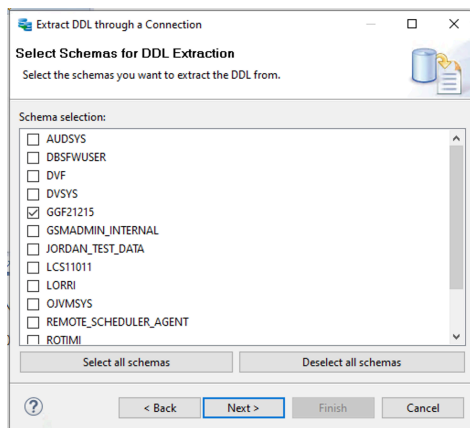 Extract DDL through a Connection
Select Schemas for DDL Extraction
Select the schemas you want to extract the DDL from.
Schema selection:
AUDSYS
DBSFWUSER
DVF
DVSYS
GGF21215
GSMADMIN_INTERNAL
JORDAN_TEST_DATA
LCS11011
LORRI
OJVMSYS
REMOTE_SCHEDULER_AGENT
ROTIMI
Select all schemas Deselect all schemas
? < Back Next > Finish Cancel